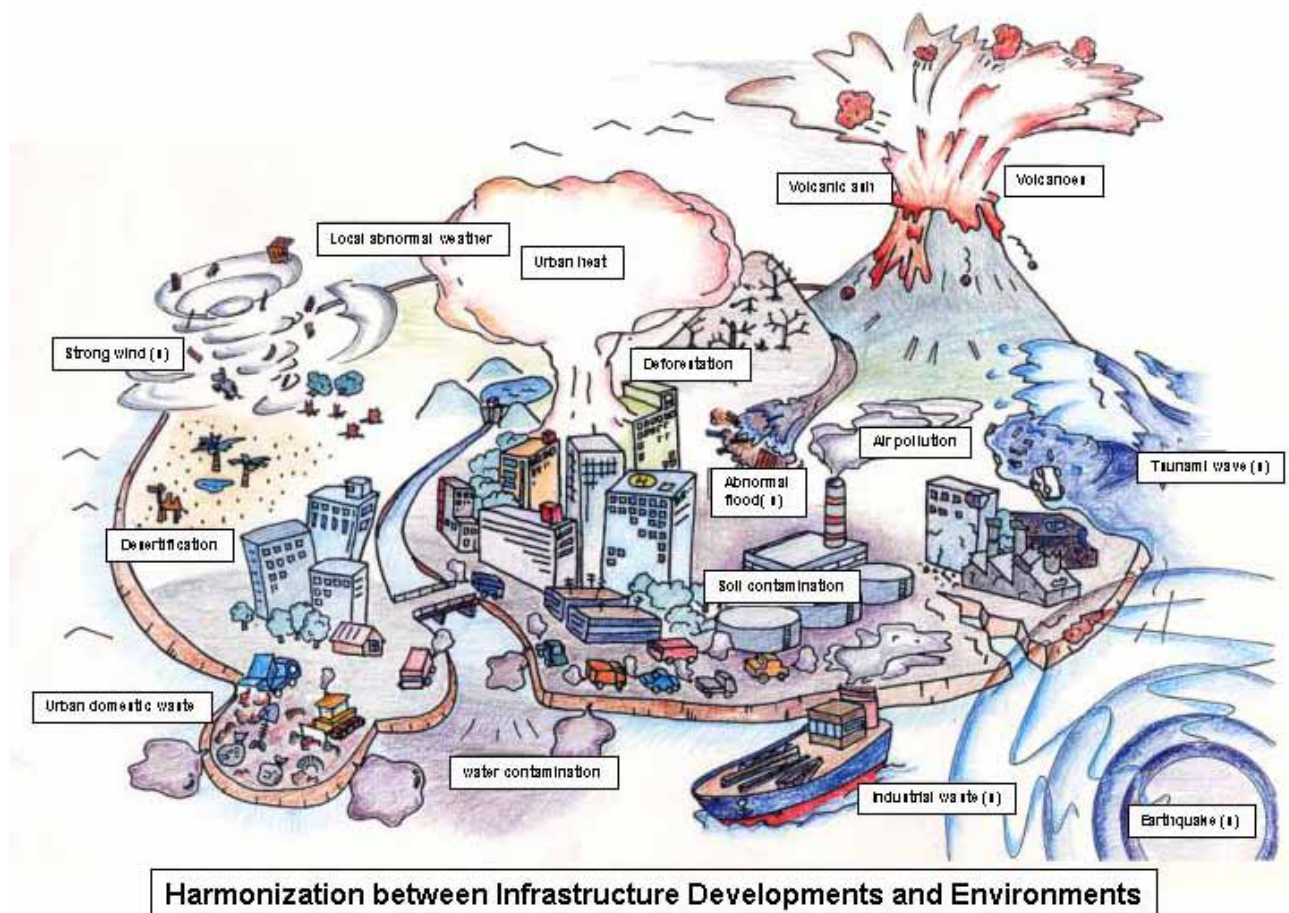 Volcanic ash
Volcanoes
Local abnormal weather
Urban heat
Strong wind (s)
Deforestation
Air pollution
Tsunami wave (s)
Abnormal
flood( s)
Desertification
Soil contamination
Urban domestic waste
water contamination
Industrial waste (s)
Earthquake (s)
H
Harmonization between Infrastructure Developments and Environments